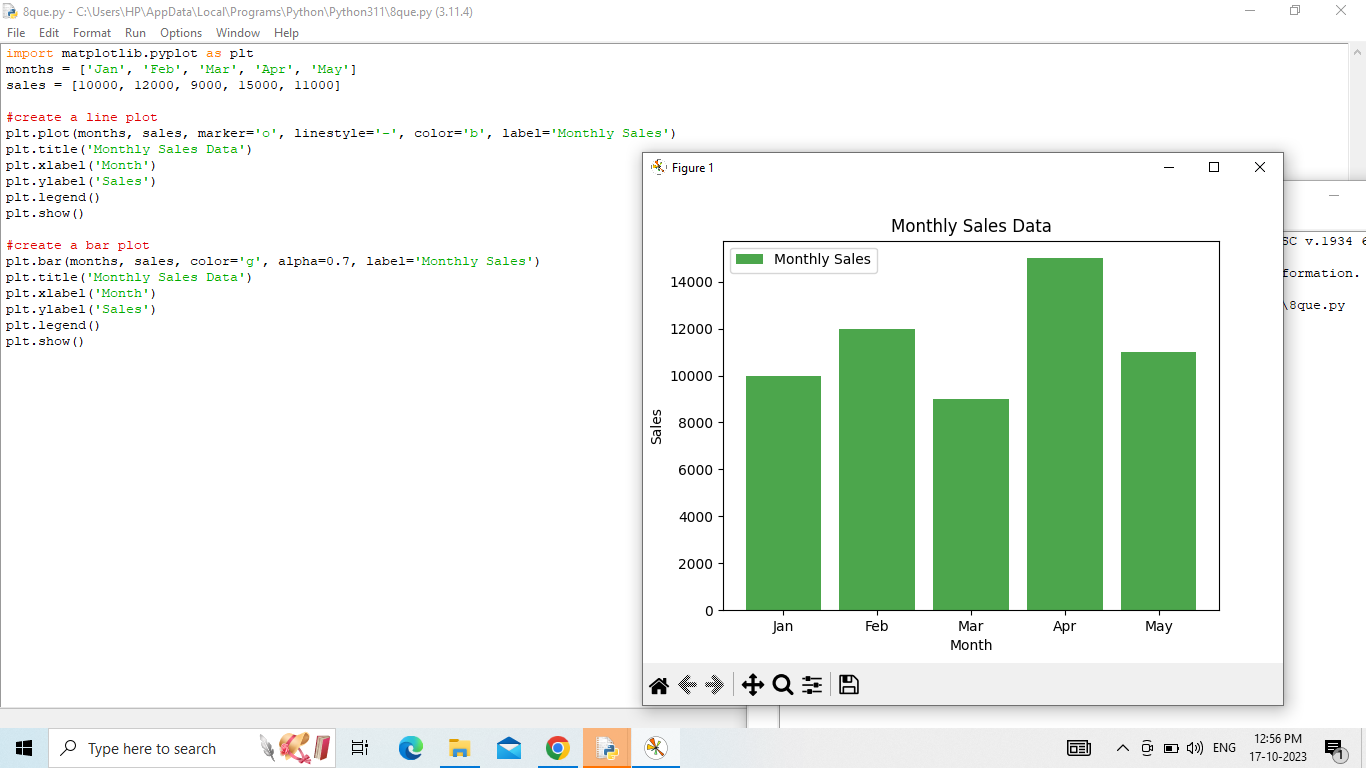 8que.py - C:\Users\HP\AppData\Local\Programs\Python\Python311\8que.py (3.11.4)
File Edit Format Run Options Window Help
import matplotlib.pyplot as plt
months = ['Jan', 'Feb', 'Mar', 'Apr', 'May']
sales = [10000, 12000, 9000, 15000, 11000]
#create a line plot
plt.plot(months, sales, marker='o', linestyle='-', color='b', label='Monthly Sales')
plt.title('Monthly Sales Data')
plt.xlabel('Month')
plt.ylabel('Sales')
plt.legend()
plt.show()
#create a bar plot
plt.bar(months, sales, color='g', alpha=0.7, label='Monthly Sales')
plt.title('Monthly Sales Data')
plt.xlabel('Month')
plt.ylabel('Sales')
plt.legend()
plt.show()
Figure 1
Monthly Sales Data
Monthly Sales
14000
12000
10000
8000
6000
4000
2000
0
Sales
Jan Feb Mar Apr May
Month
SC v.1934 6
formation.
\8que.py
Type here to search
ENG
12:56 PM
17-10-2023
1